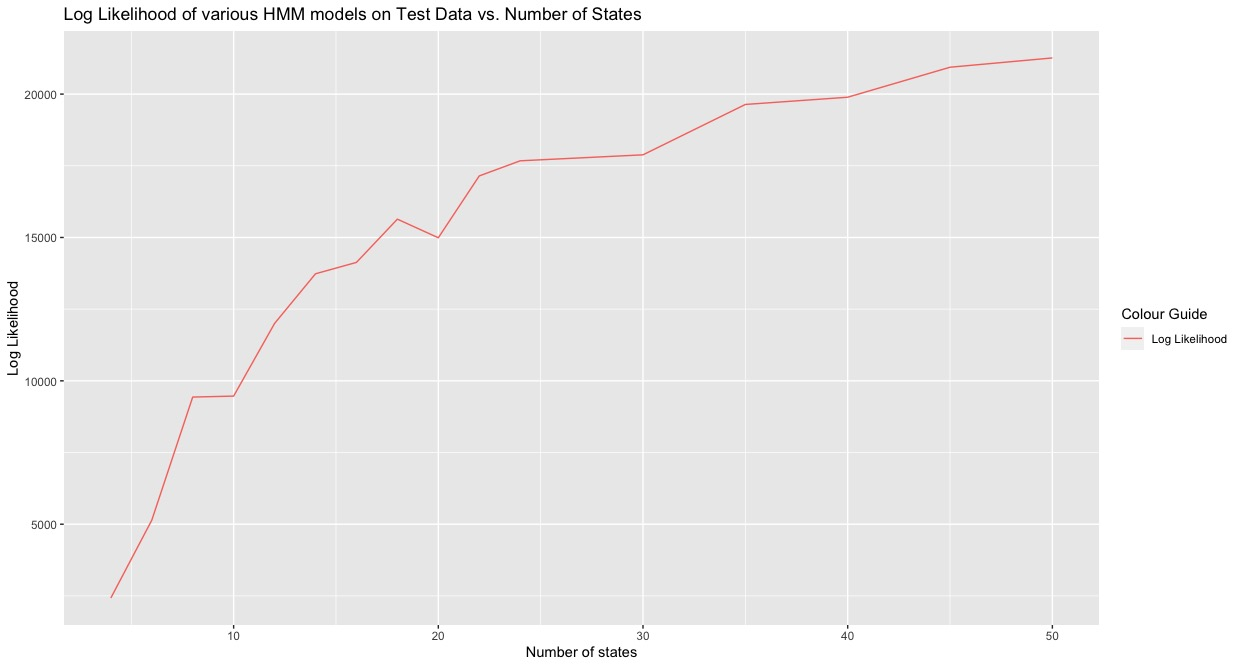 Log Likelihood of various HMM models on Test Data vs. Number of States
20000
15000
10000
5000
Log Likelihood
10
20
30
40
50
Number of states
Colour Guide
Log Likelihood